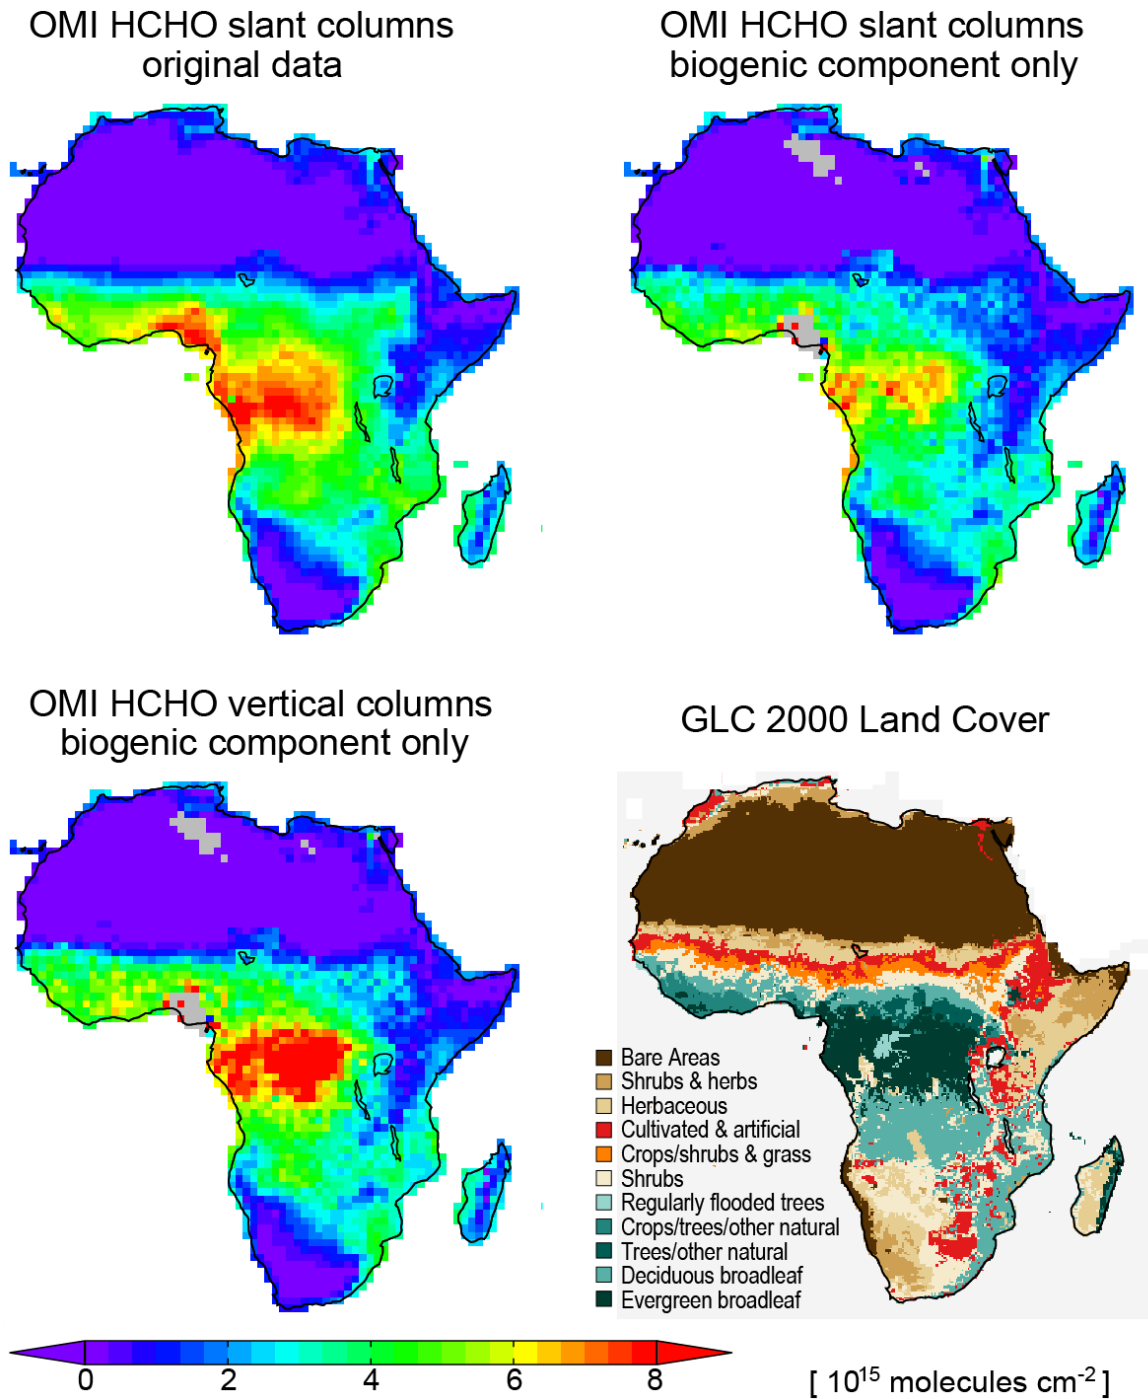 OMI HCHO slant columns
original data
OMI HCHO slant columns
biogenic component only
OMI HCHO vertical columns
biogenic component only
GLC 2000 Land Cover
Bare Areas
Shrubs & herbs
Herbaceous
Cultivated & artificial
Crops/shrubs & grass
Shrubs
Regularly flooded trees
Crops/trees/other natural
Trees/other natural
Deciduous broadleaf
Evergreen broadleaf
0 2 4 6 8
[ 10¹⁵ molecules cm⁻² ]